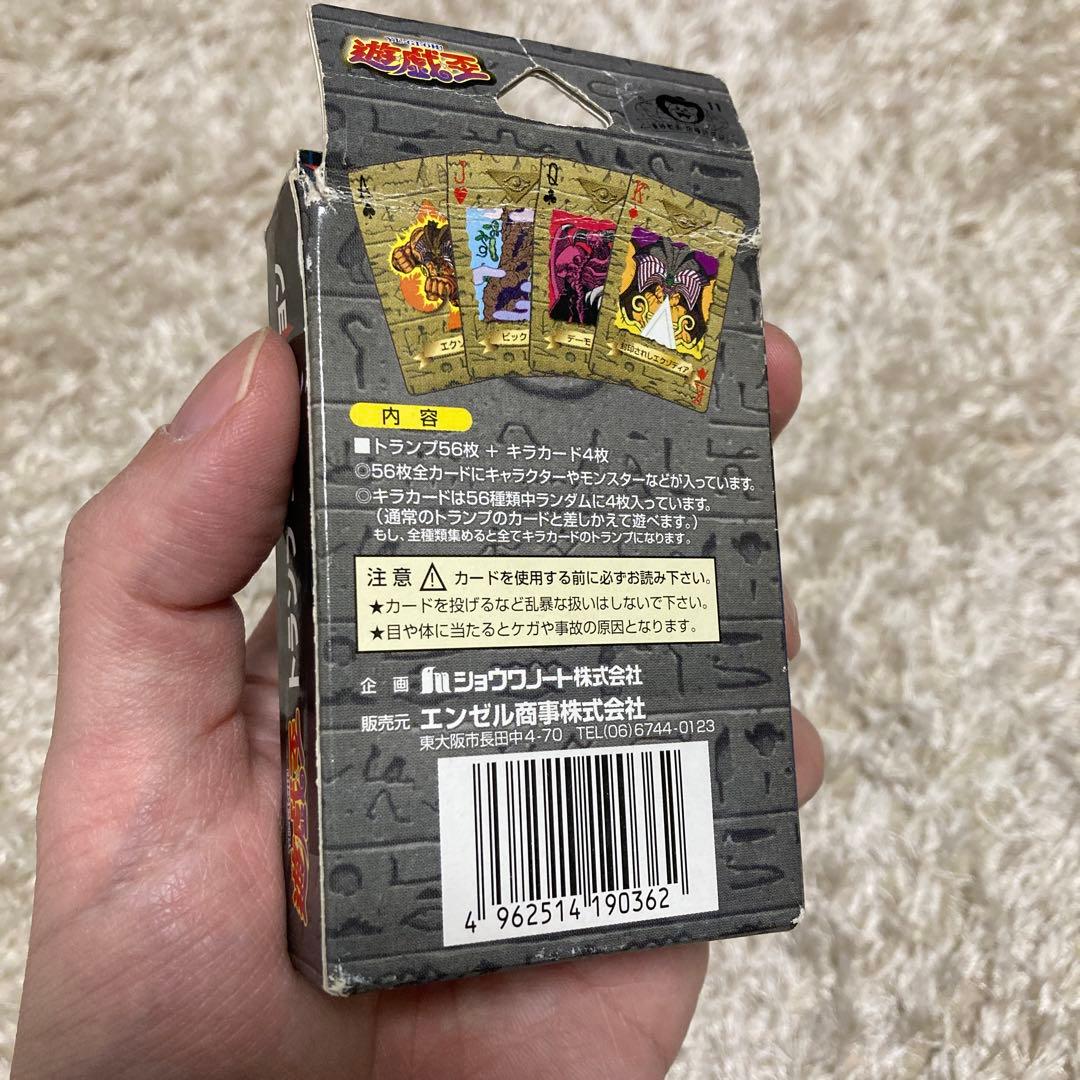 遊戯王
A
J
Q
K
エクソ
ビック
デーモ
封印されしエクゾディア
K
内 容
■トランプ56枚 + キラカード4枚
◎56枚全カードにキャラクターやモンスターなどが入っています。
◎キラカードは56種類中ランダムに4枚入っています。
(通常のトランプのカードと差しかえて遊べます。)
もし、全種類集めると全てキラカードのトランプになります。
注意 ⚠ カードを使用する前に必ずお読み下さい。
★カードを投げるなど乱暴な扱いはしないで下さい。
★目や体に当たるとケガや事故の原因となります。
企 画 ショウワノート株式会社
販売元 エンゼル商事株式会社
東大阪市長田中4-70 TEL(06)6744-0123
4 962514 190362
遊戯王